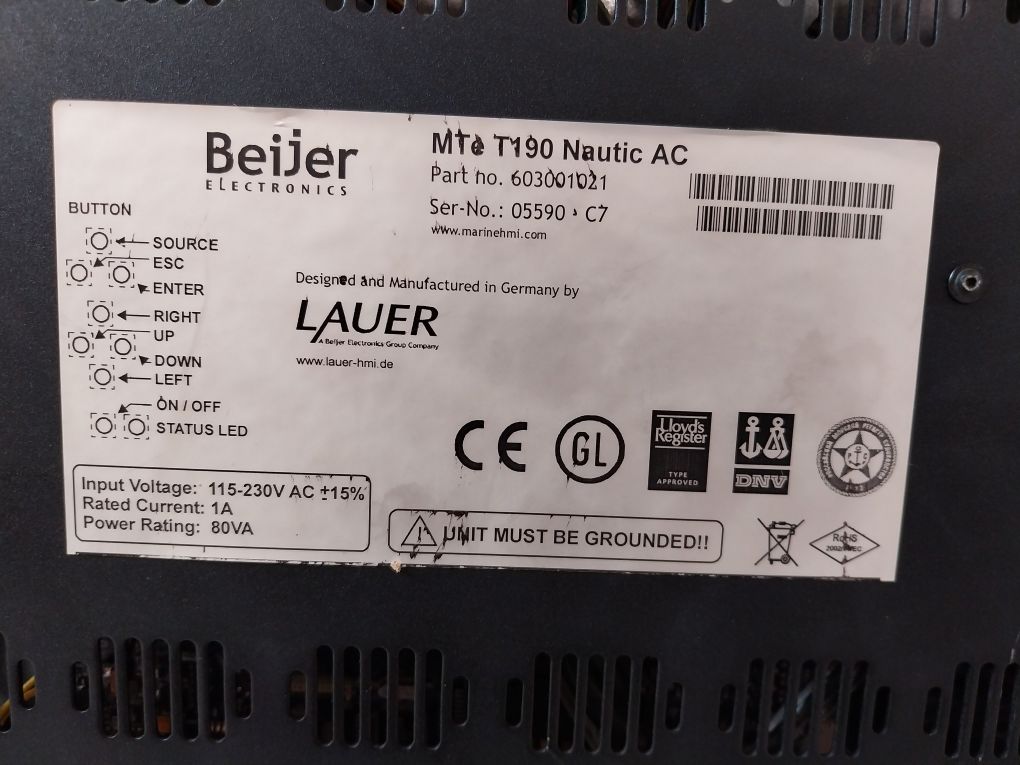 Beijer
ELECTRONICS
MTe T190 Nautic AC
Part no. 603001021
Ser-No.: 05590 · C7
www.marinehmi.com
BUTTON
SOURCE
ESC
ENTER
RIGHT
UP
DOWN
LEFT
ON / OFF
STATUS LED
Designed and Manufactured in Germany by
LAUER
A Beijer Electronics Group Company
www.lauer-hmi.de
CE
GL
Lloyd's
Register
TYPE
APPROVED
DNV
Input Voltage: 115-230V AC ±15%
Rated Current: 1A
Power Rating: 80VA
UNIT MUST BE GROUNDED!!
RoHS